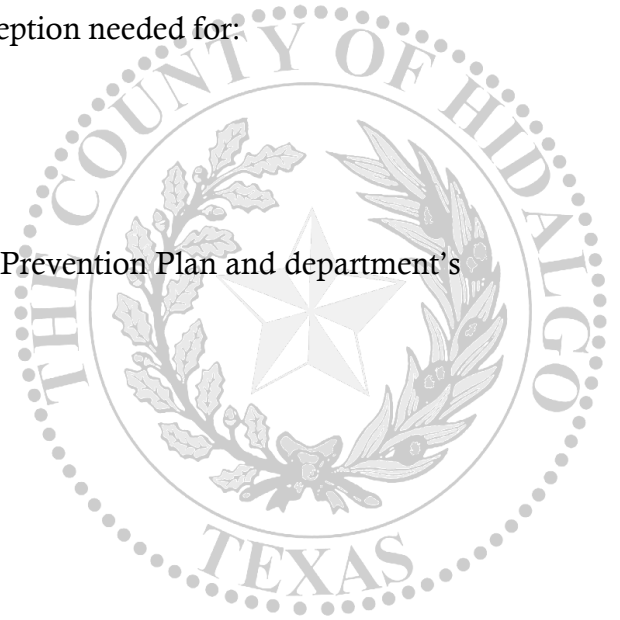 eption needed for:
THE COUNTY OF HIDALGO
Prevention Plan and department’s
TEXAS